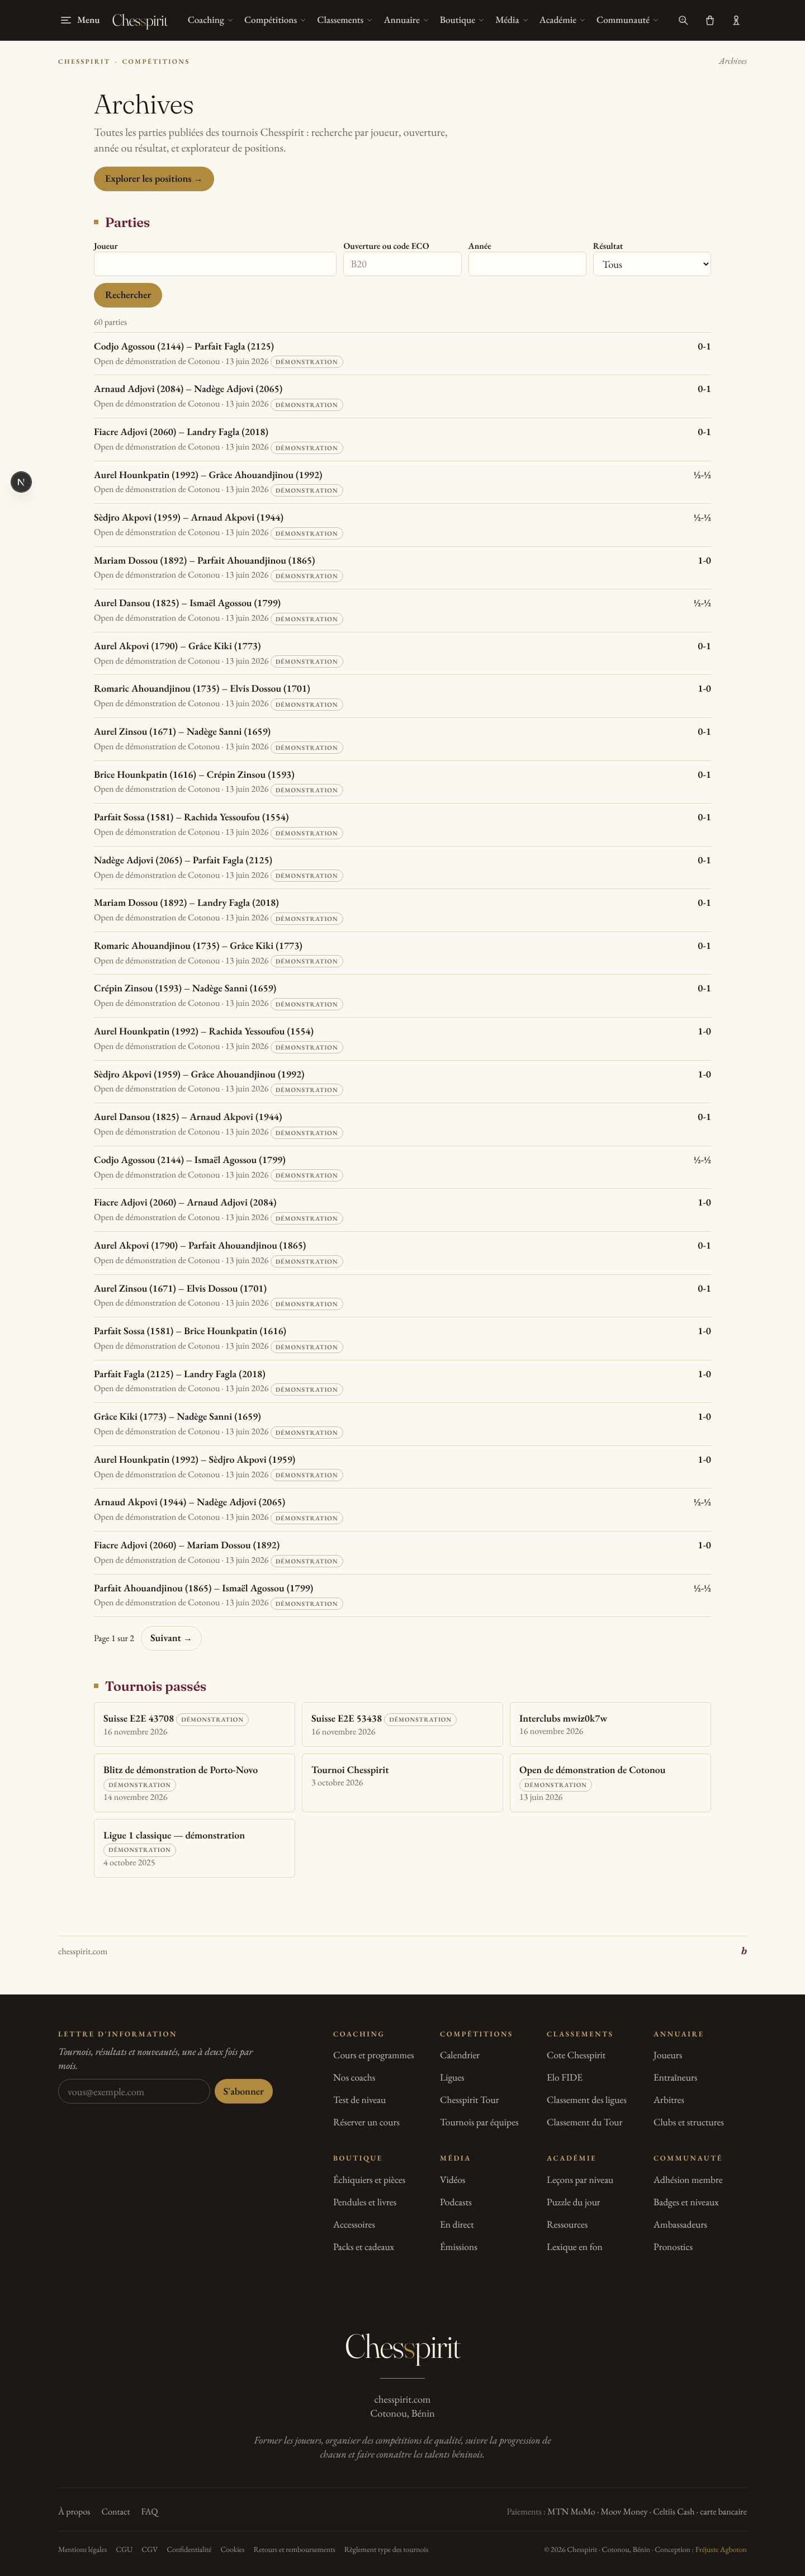 Menu Chesspirit Coaching Compétitions Classements Annuaire Boutique Média Académie Communauté
CHESSPIRIT - COMPÉTITIONS Archives
Archives
Toutes les parties publiées des tournois Chesspirit : recherche par joueur, ouverture,
année ou résultat, et explorateur de positions.
Explorer les positions →
Parties
Joueur Ouverture ou code ECO Année Résultat
B20 Tous
Rechercher
60 parties
Codjo Agossou (2144) – Parfait Fagla (2125) 0-1
Open de démonstration de Cotonou · 13 juin 2026 DÉMONSTRATION
Arnaud Adjovi (2084) – Nadège Adjovi (2065) 0-1
Open de démonstration de Cotonou · 13 juin 2026 DÉMONSTRATION
Fiacre Adjovi (2060) – Landry Fagla (2018) 0-1
Open de démonstration de Cotonou · 13 juin 2026 DÉMONSTRATION
N
Aurel Hounkpatin (1992) – Grâce Ahouandjinou (1992) ½-½
Open de démonstration de Cotonou · 13 juin 2026 DÉMONSTRATION
Sèdjro Akpovi (1959) – Arnaud Akpovi (1944) ½-½
Open de démonstration de Cotonou · 13 juin 2026 DÉMONSTRATION
Mariam Dossou (1892) – Parfait Ahouandjinou (1865) 1-0
Open de démonstration de Cotonou · 13 juin 2026 DÉMONSTRATION
Aurel Dansou (1825) – Ismaël Agossou (1799) ½-½
Open de démonstration de Cotonou · 13 juin 2026 DÉMONSTRATION
Aurel Akpovi (1790) – Grâce Kiki (1773) 0-1
Open de démonstration de Cotonou · 13 juin 2026 DÉMONSTRATION
Romaric Ahouandjinou (1735) – Elvis Dossou (1701) 1-0
Open de démonstration de Cotonou · 13 juin 2026 DÉMONSTRATION
Aurel Zinsou (1671) – Nadège Sanni (1659) 0-1
Open de démonstration de Cotonou · 13 juin 2026 DÉMONSTRATION
Brice Hounkpatin (1616) – Crépin Zinsou (1593) 0-1
Open de démonstration de Cotonou · 13 juin 2026 DÉMONSTRATION
Parfait Sossa (1581) – Rachida Yessoufou (1554) 0-1
Open de démonstration de Cotonou · 13 juin 2026 DÉMONSTRATION
Nadège Adjovi (2065) – Parfait Fagla (2125) 0-1
Open de démonstration de Cotonou · 13 juin 2026 DÉMONSTRATION
Mariam Dossou (1892) – Landry Fagla (2018) 0-1
Open de démonstration de Cotonou · 13 juin 2026 DÉMONSTRATION
Romaric Ahouandjinou (1735) – Grâce Kiki (1773) 0-1
Open de démonstration de Cotonou · 13 juin 2026 DÉMONSTRATION
Crépin Zinsou (1593) – Nadège Sanni (1659) 0-1
Open de démonstration de Cotonou · 13 juin 2026 DÉMONSTRATION
Aurel Hounkpatin (1992) – Rachida Yessoufou (1554) 1-0
Open de démonstration de Cotonou · 13 juin 2026 DÉMONSTRATION
Sèdjro Akpovi (1959) – Grâce Ahouandjinou (1992) 1-0
Open de démonstration de Cotonou · 13 juin 2026 DÉMONSTRATION
Aurel Dansou (1825) – Arnaud Akpovi (1944) 0-1
Open de démonstration de Cotonou · 13 juin 2026 DÉMONSTRATION
Codjo Agossou (2144) – Ismaël Agossou (1799) ½-½
Open de démonstration de Cotonou · 13 juin 2026 DÉMONSTRATION
Fiacre Adjovi (2060) – Arnaud Adjovi (2084) 1-0
Open de démonstration de Cotonou · 13 juin 2026 DÉMONSTRATION
Aurel Akpovi (1790) – Parfait Ahouandjinou (1865) 0-1
Open de démonstration de Cotonou · 13 juin 2026 DÉMONSTRATION
Aurel Zinsou (1671) – Elvis Dossou (1701) 0-1
Open de démonstration de Cotonou · 13 juin 2026 DÉMONSTRATION
Parfait Sossa (1581) – Brice Hounkpatin (1616) 1-0
Open de démonstration de Cotonou · 13 juin 2026 DÉMONSTRATION
Parfait Fagla (2125) – Landry Fagla (2018) 1-0
Open de démonstration de Cotonou · 13 juin 2026 DÉMONSTRATION
Grâce Kiki (1773) – Nadège Sanni (1659) 1-0
Open de démonstration de Cotonou · 13 juin 2026 DÉMONSTRATION
Aurel Hounkpatin (1992) – Sèdjro Akpovi (1959) 1-0
Open de démonstration de Cotonou · 13 juin 2026 DÉMONSTRATION
Arnaud Akpovi (1944) – Nadège Adjovi (2065) ½-½
Open de démonstration de Cotonou · 13 juin 2026 DÉMONSTRATION
Fiacre Adjovi (2060) – Mariam Dossou (1892) 1-0
Open de démonstration de Cotonou · 13 juin 2026 DÉMONSTRATION
Parfait Ahouandjinou (1865) – Ismaël Agossou (1799) ½-½
Open de démonstration de Cotonou · 13 juin 2026 DÉMONSTRATION
Page 1 sur 2 Suivant →
Tournois passés
Suisse E2E 43708 DÉMONSTRATION
16 novembre 2026
Suisse E2E 53438 DÉMONSTRATION
16 novembre 2026
Interclubs mwiz0k7w
16 novembre 2026
Blitz de démonstration de Porto-Novo
DÉMONSTRATION
14 novembre 2026
Tournoi Chesspirit
3 octobre 2026
Open de démonstration de Cotonou
DÉMONSTRATION
13 juin 2026
Ligue 1 classique — démonstration
DÉMONSTRATION
4 octobre 2025
chesspirit.com b
LETTRE D'INFORMATION
Tournois, résultats et nouveautés, une à deux fois par
mois.
vous@exemple.com S'abonner
COACHING COMPÉTITIONS CLASSEMENTS ANNUAIRE
Cours et programmes Calendrier Cote Chesspirit Joueurs
Nos coachs Ligues Elo FIDE Entraîneurs
Test de niveau Chesspirit Tour Classement des ligues Arbitres
Réserver un cours Tournois par équipes Classement du Tour Clubs et structures
BOUTIQUE MÉDIA ACADÉMIE COMMUNAUTÉ
Échiquiers et pièces Vidéos Leçons par niveau Adhésion membre
Pendules et livres Podcasts Puzzle du jour Badges et niveaux
Accessoires En direct Ressources Ambassadeurs
Packs et cadeaux Émissions Lexique en fon Pronostics
Chesspirit
chesspirit.com
Cotonou, Bénin
Former les joueurs, organiser des compétitions de qualité, suivre la progression de
chacun et faire connaître les talents béninois.
À propos Contact FAQ Paiements : MTN MoMo · Moov Money · Celtiis Cash · carte bancaire
Mentions légales CGU CGV Confidentialité Cookies Retours et remboursements Règlement type des tournois © 2026 Chesspirit · Cotonou, Bénin · Conception : Fréjuste Agboton